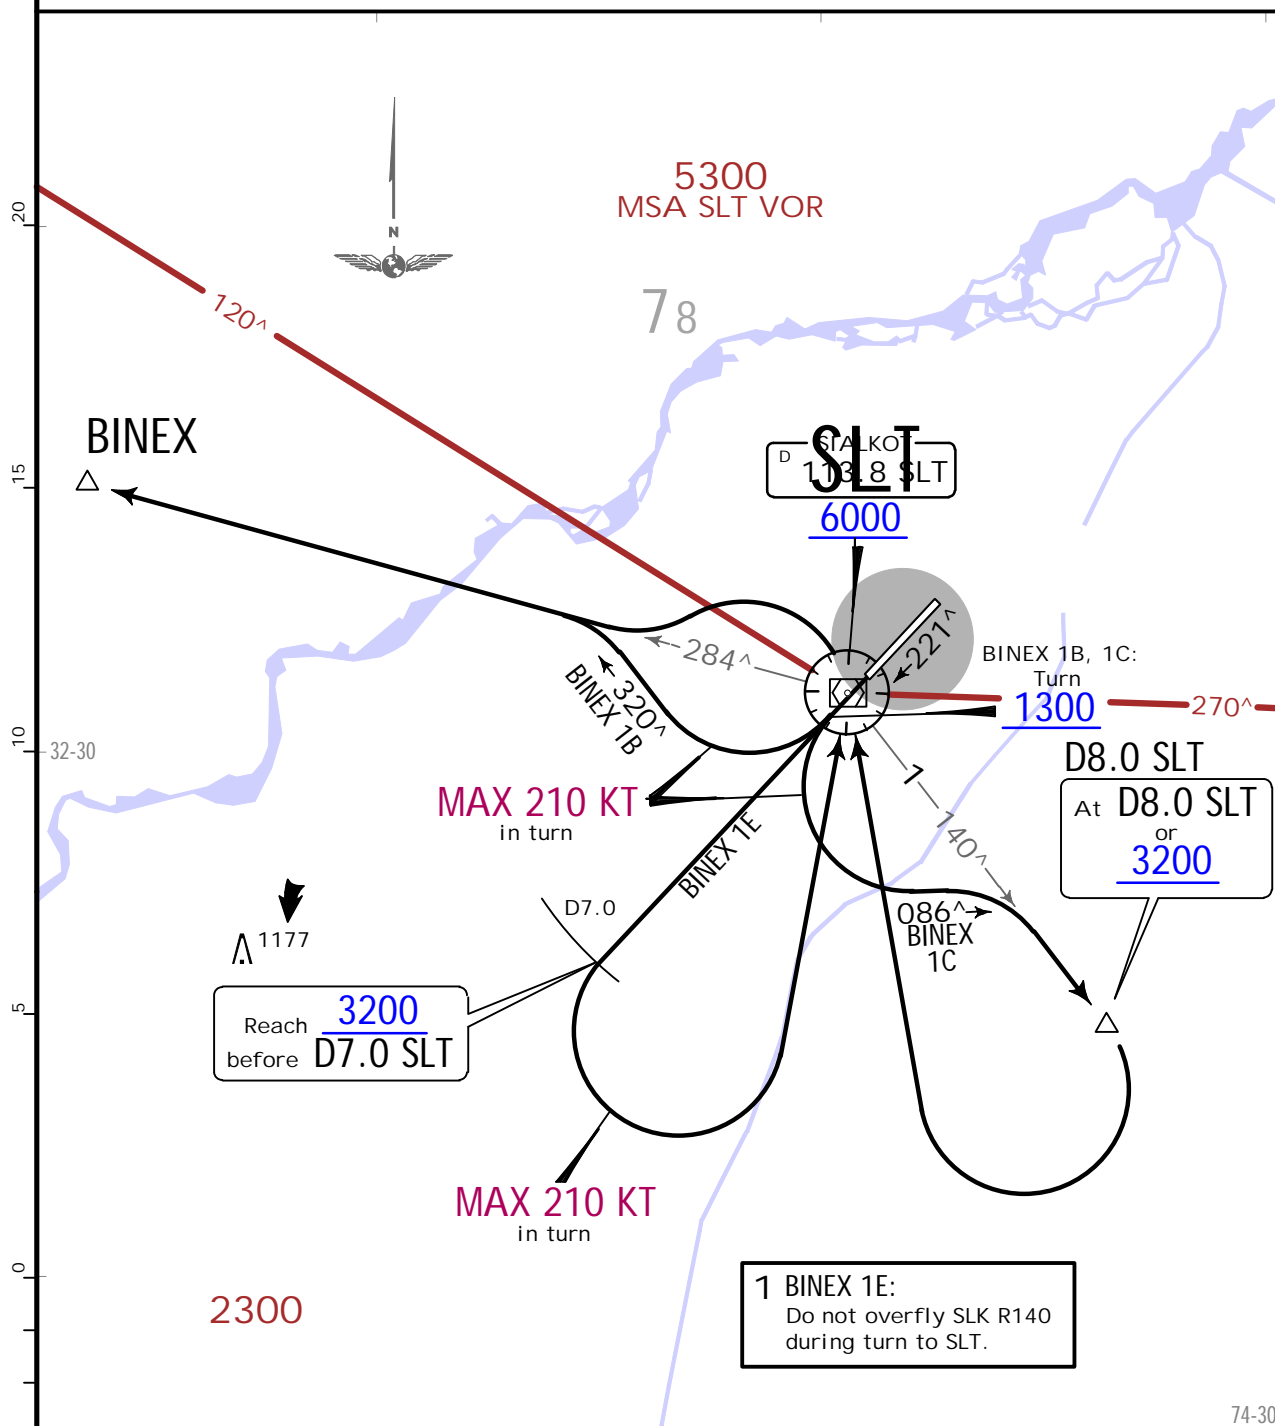 5300
MSA SLT VOR
N
20
120^
78
BINEX
SIALKOT
SLT
D 113.8 SLT
15
6000
221^
284^
BINEX 1B, 1C:
Turn
1300
270^
320^
BINEX 1B
10
32-30
D8.0 SLT
MAX 210 KT
in turn
1
140^
At D8.0 SLT
or
3200
BINEX 1E
D7.0
086^
BINEX
1C
1177
5
Reach 3200
before D7.0 SLT
MAX 210 KT
in turn
0
2300
1 BINEX 1E:
Do not overfly SLK R140
during turn to SLT.
74-30